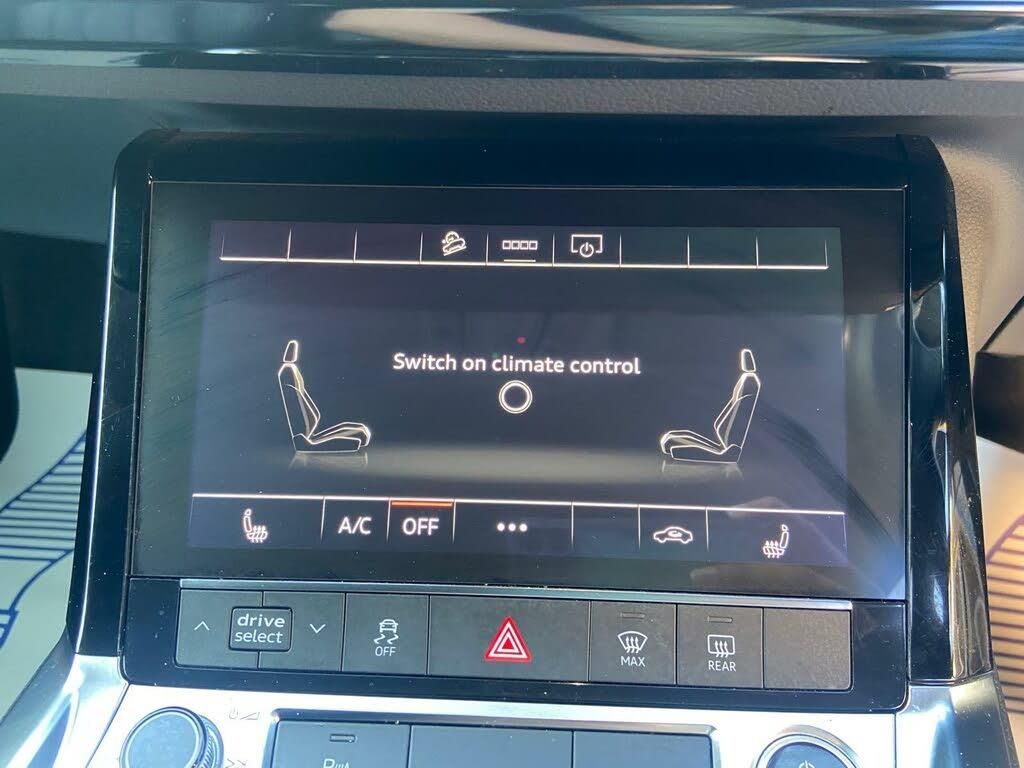 Switch on climate control
A/C OFF
drive
select
OFF
MAX
REAR